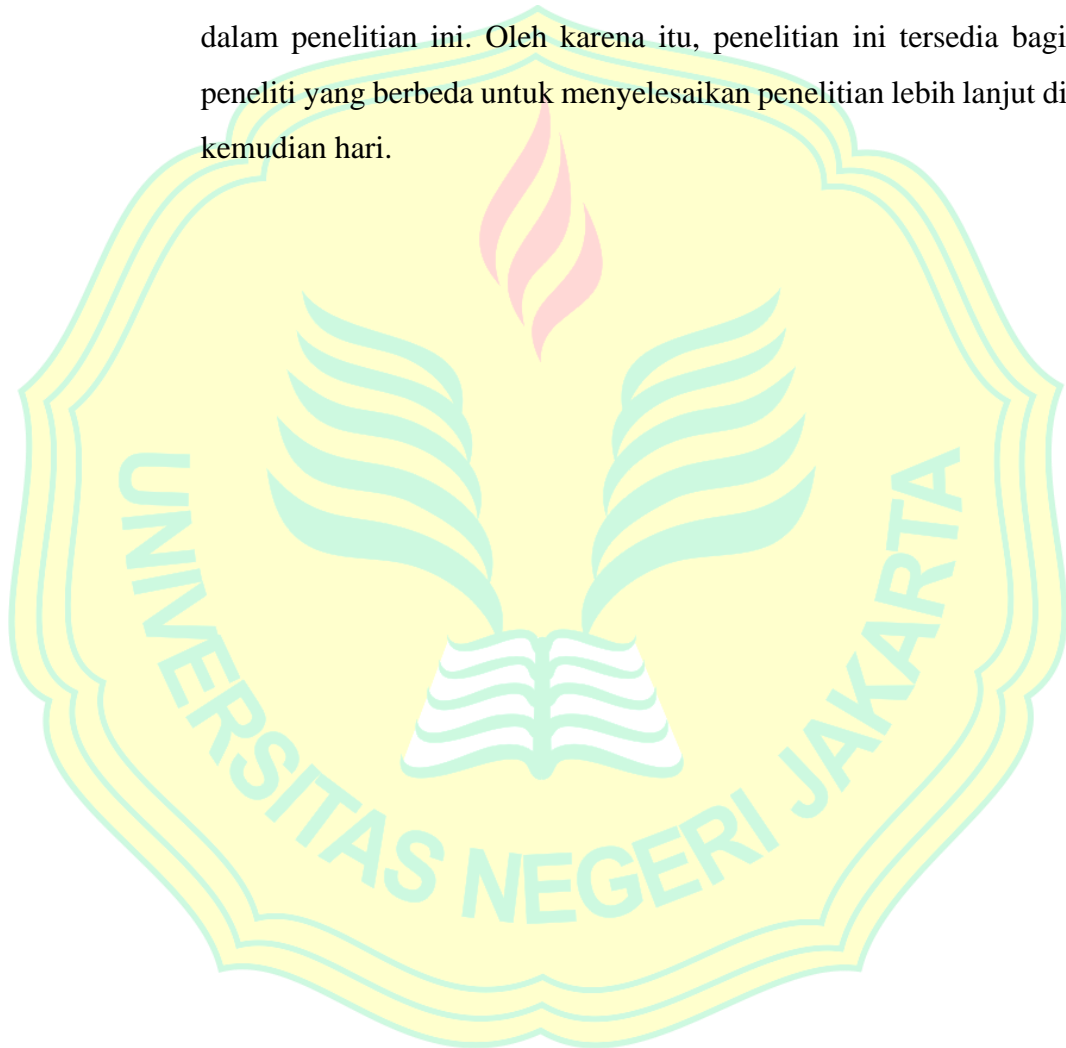 dalam penelitian ini. Oleh karena itu, penelitian ini tersedia bagi
peneliti yang berbeda untuk menyelesaikan penelitian lebih lanjut di
kemudian hari.
UNIVERSITAS NEGERI JAKARTA